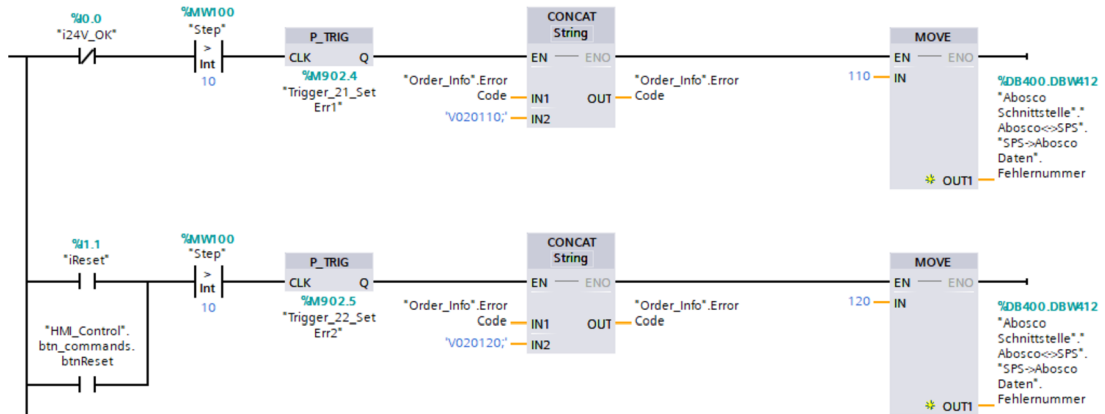 %I0.0
"i24V_OK"
%MW100
"Step"
>
Int
10
P_TRIG
CLK Q
%M902.4
"Trigger_21_Set
Err1"
CONCAT
String
EN ENO
"Order_Info".Error
Code
IN1
'V020110;'
IN2
OUT
"Order_Info".Error
Code
MOVE
EN ENO
110
IN
OUT1
%DB400.DBW412
"Abosco
Schnittstelle"."
Abosco<->SPS".
"SPS->Abosco
Daten".
Fehlernummer
%I1.1
"iReset"
"HMI_Control".
btn_commands.
btnReset
%MW100
"Step"
>
Int
10
P_TRIG
CLK Q
%M902.5
"Trigger_22_Set
Err2"
CONCAT
String
EN ENO
"Order_Info".Error
Code
IN1
'V020120;'
IN2
OUT
"Order_Info".Error
Code
MOVE
EN ENO
120
IN
OUT1
%DB400.DBW412
"Abosco
Schnittstelle"."
Abosco<->SPS".
"SPS->Abosco
Daten".
Fehlernummer